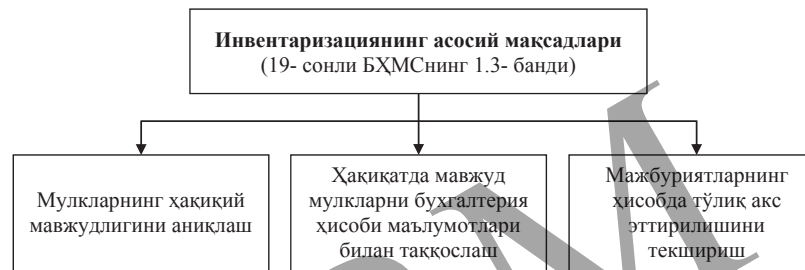 Инвентаризациянинг асосий мақсадлари
(19- сонли БҲМСнинг 1.3- банди)
Мулкларнинг ҳақиқий
мавжудлигини аниқлаш
Ҳақиқатда мавжуд
мулкларни бухгалтерия
ҳисоби маълумотлари
билан таққослаш
Мажбуриятларнинг
ҳисобда тўлиқ акс
эттирилишини
текшириш